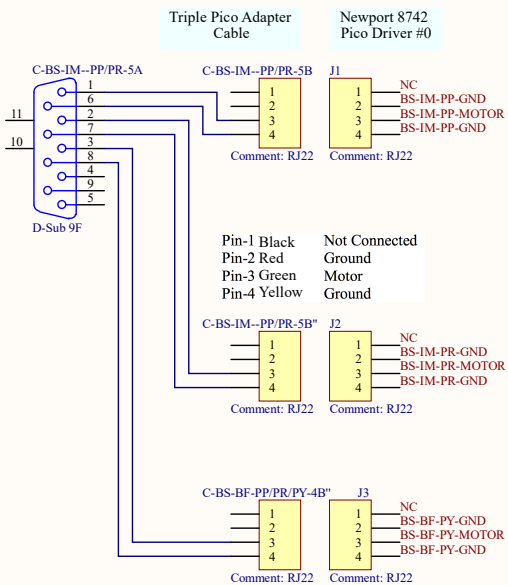 Triple Pico Adapter
Cable
Newport 8742
Pico Driver #0
C-BS-IM--PP/PR-5A
1
6
2
7
3
8
4
9
5
11
10
D-Sub 9F
C-BS-IM--PP/PR-5B
1
2
3
4
Comment: RJ22
J1
1
2
3
4
NC
BS-IM-PP-GND
BS-IM-PP-MOTOR
BS-IM-PP-GND
Comment: RJ22
Pin-1 Black Not Connected
Pin-2 Red Ground
Pin-3 Green Motor
Pin-4 Yellow Ground
C-BS-IM--PP/PR-5B"
1
2
3
4
Comment: RJ22
J2
1
2
3
4
NC
BS-IM-PR-GND
BS-IM-PR-MOTOR
BS-IM-PR-GND
Comment: RJ22
C-BS-BF-PP/PR/PY-4B"
1
2
3
4
Comment: RJ22
J3
1
2
3
4
NC
BS-BF-PY-GND
BS-BF-PY-MOTOR
BS-BF-PY-GND
Comment: RJ22